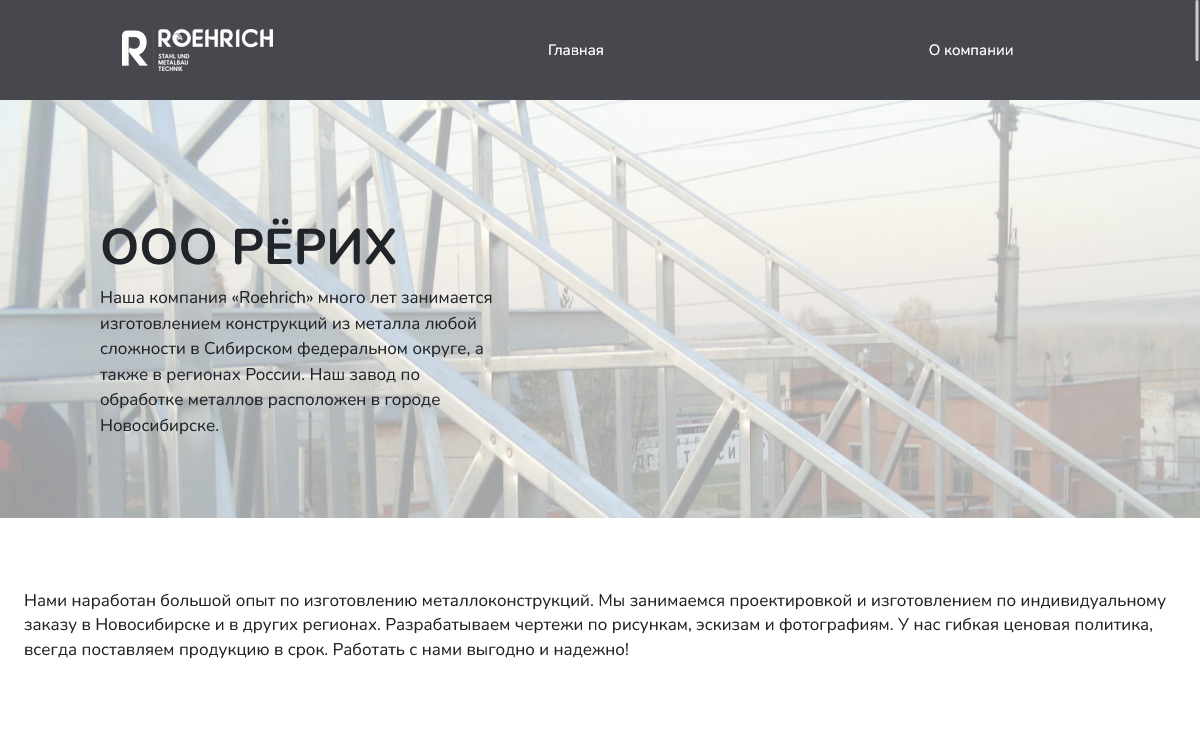 ROEHRICH
STAHL UND
METALBAU
TECHNIK
Главная
О компании
ООО РЁРИХ
Наша компания «Roehrich» много лет занимается
изготовлением конструкций из металла любой
сложности в Сибирском федеральном округе, а
также в регионах России. Наш завод по
обработке металлов расположен в городе
Новосибирске.
Нами наработан большой опыт по изготовлению металлоконструкций. Мы занимаемся проектировкой и изготовлением по индивидуальному
заказу в Новосибирске и в других регионах. Разрабатываем чертежи по рисункам, эскизам и фотографиям. У нас гибкая ценовая политика,
всегда поставляем продукцию в срок. Работать с нами выгодно и надежно!